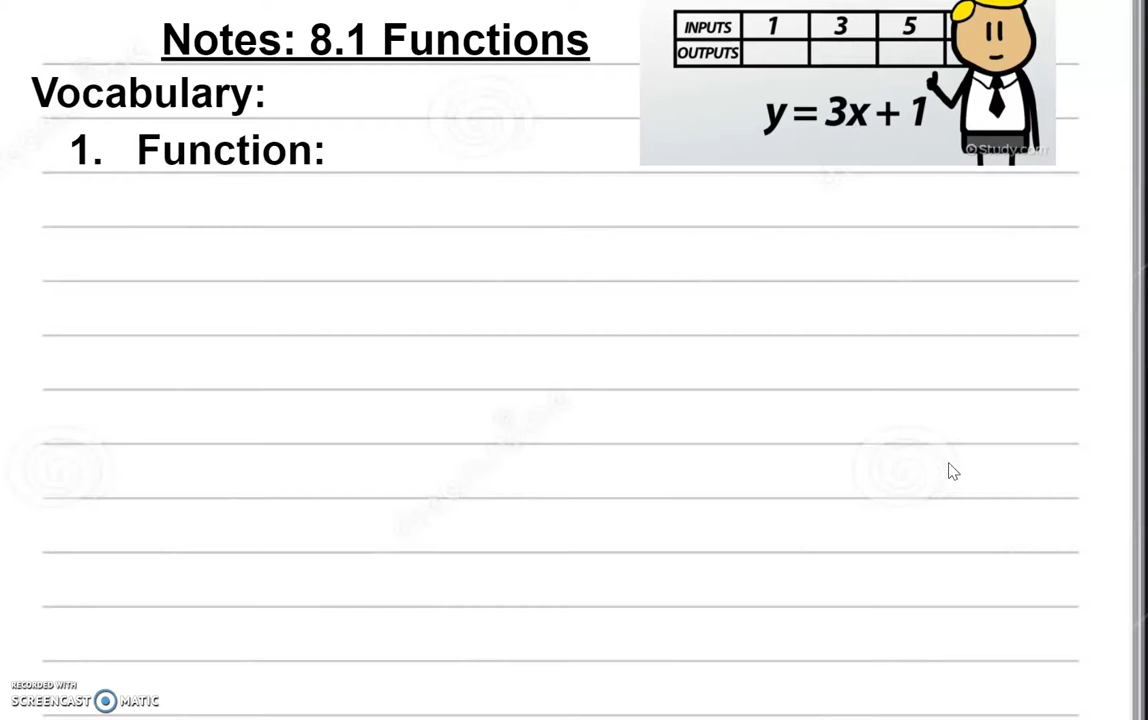 Notes: 8.1 Functions
INPUTS 1 3 5
OUTPUTS
Vocabulary:
y = 3x + 1
1. Function:
Study.com
RECORDED WITH
SCREENCAST MATIC